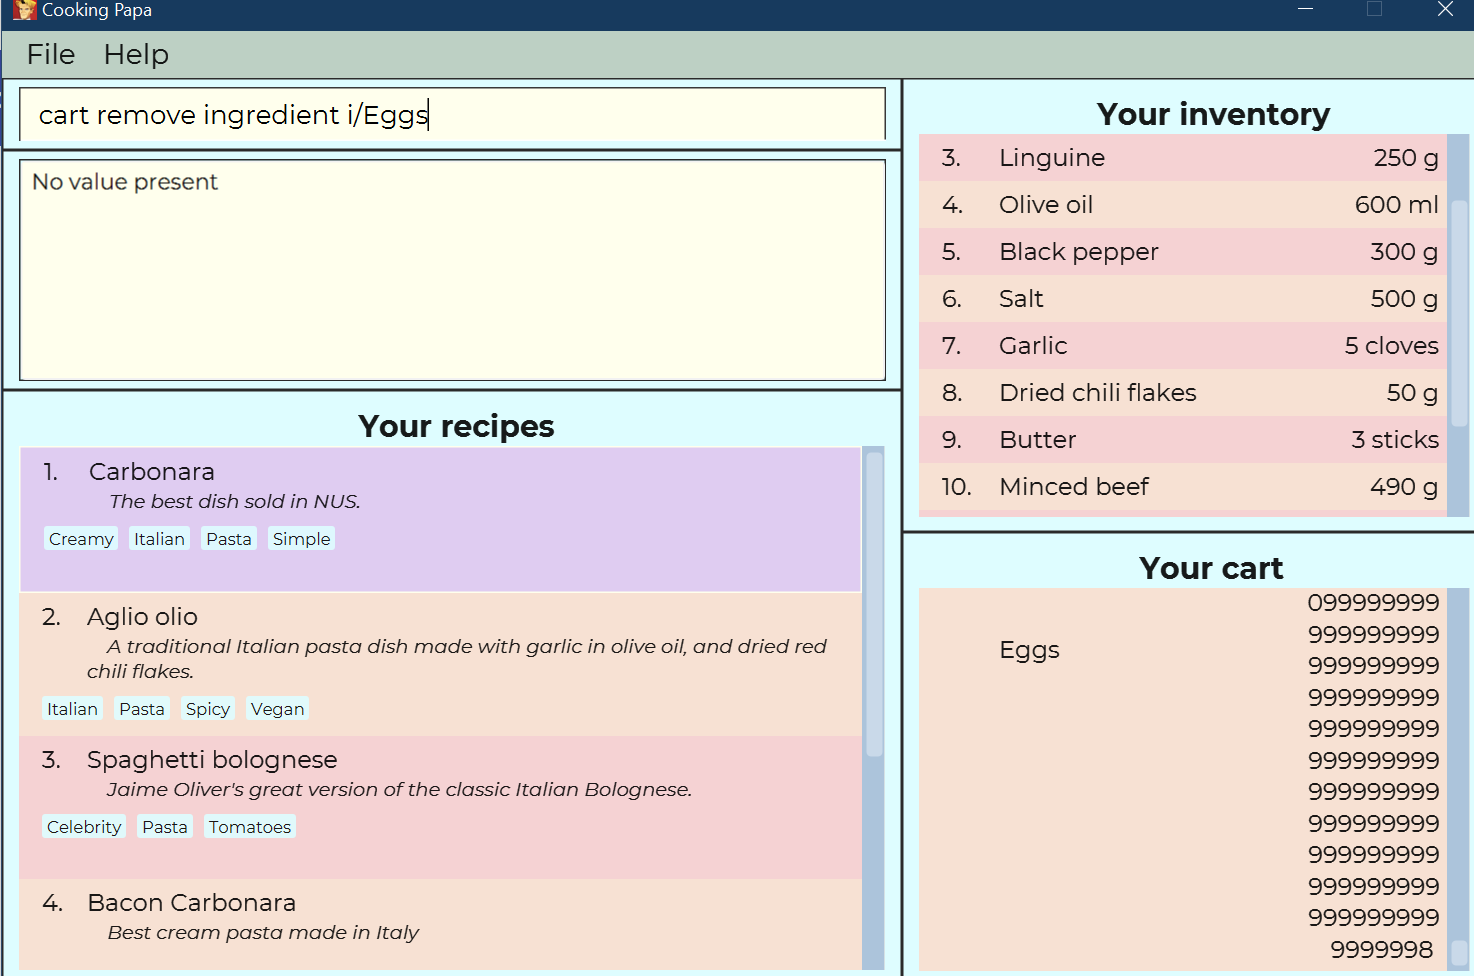 Cooking Papa
File Help
cart remove ingredient i/Eggs
No value present
Your recipes
1. Carbonara
The best dish sold in NUS.
Creamy Italian Pasta Simple
2. Aglio olio
A traditional Italian pasta dish made with garlic in olive oil, and dried red
chili flakes.
Italian Pasta Spicy Vegan
3. Spaghetti bolognese
Jaime Oliver's great version of the classic Italian Bolognese.
Celebrity Pasta Tomatoes
4. Bacon Carbonara
Best cream pasta made in Italy
Your inventory
3. Linguine 250 g
4. Olive oil 600 ml
5. Black pepper 300 g
6. Salt 500 g
7. Garlic 5 cloves
8. Dried chili flakes 50 g
9. Butter 3 sticks
10. Minced beef 490 g
Your cart
Eggs
099999999
999999999
999999999
999999999
999999999
999999999
999999999
999999999
999999999
999999999
999999999
9999998